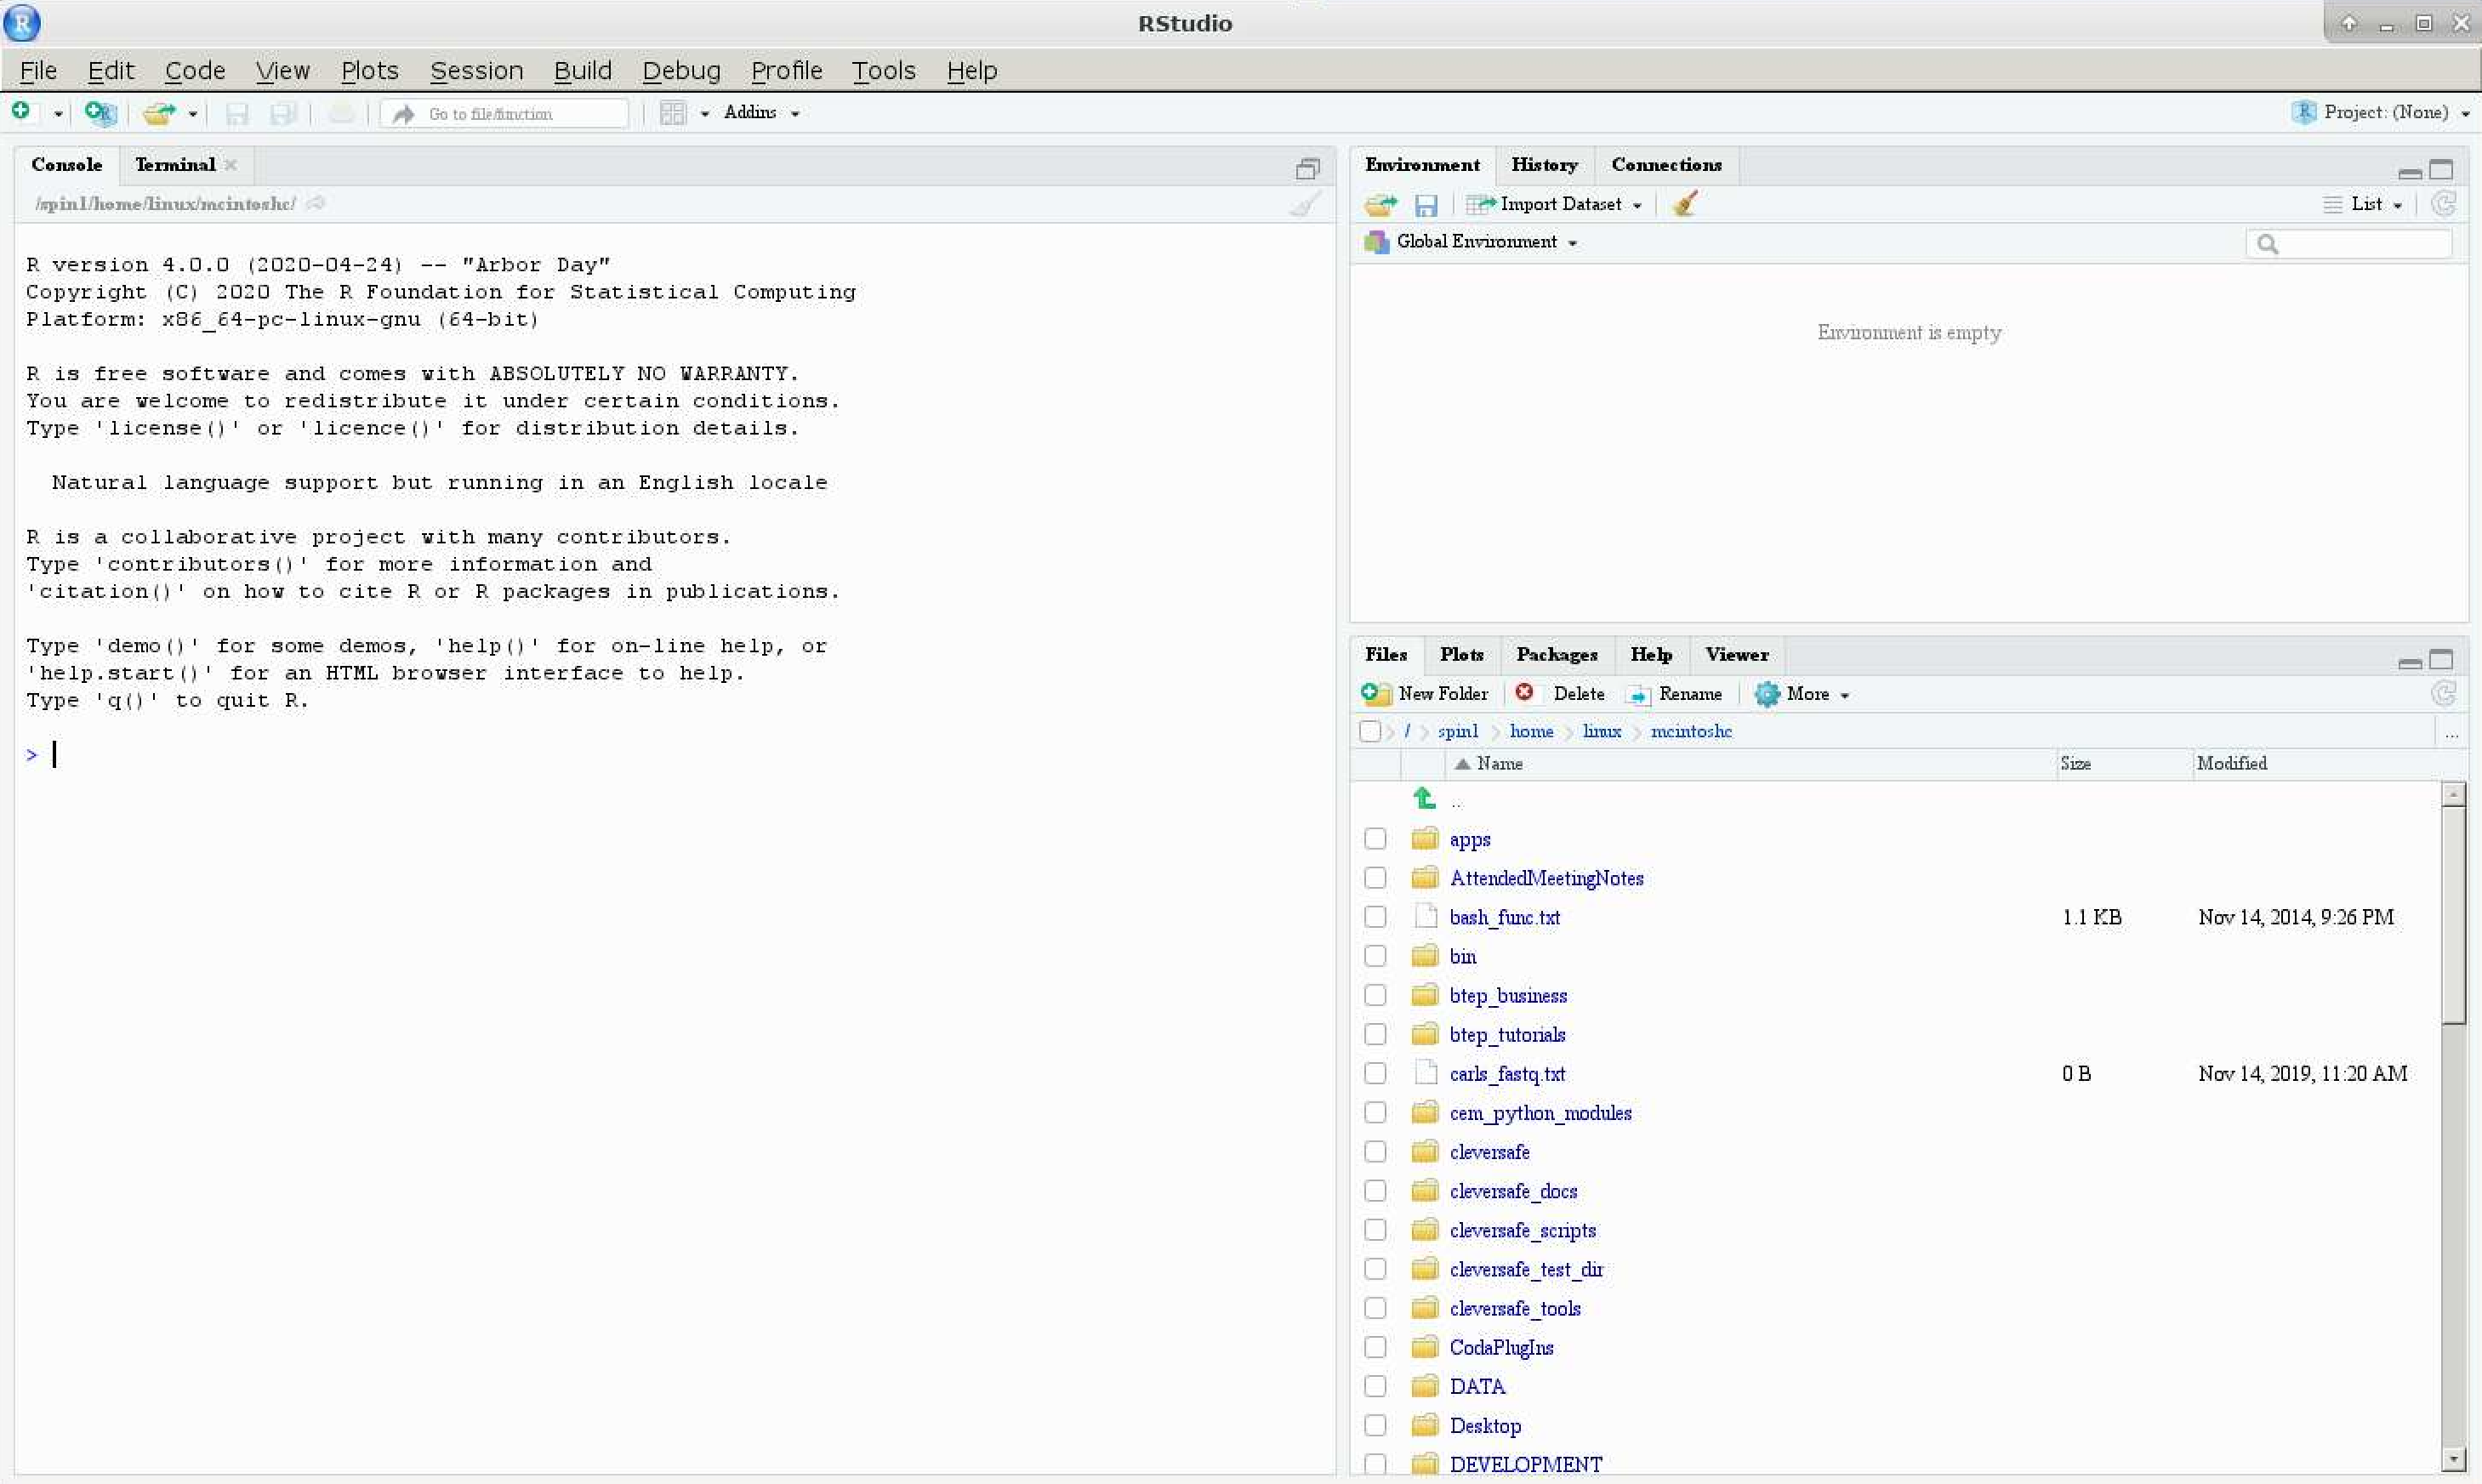 RStudio
File Edit Code View Plots Session Build Debug Profile Tools Help
Go to file/function Addins Project: (None)
Console Terminal
/spin1/home/linux/mcintoshc/
R version 4.0.0 (2020-04-24) -- "Arbor Day"
Copyright (C) 2020 The R Foundation for Statistical Computing
Platform: x86_64-pc-linux-gnu (64-bit)
R is free software and comes with ABSOLUTELY NO WARRANTY.
You are welcome to redistribute it under certain conditions.
Type 'license()' or 'licence()' for distribution details.
Natural language support but running in an English locale
R is a collaborative project with many contributors.
Type 'contributors()' for more information and
'citation()' on how to cite R or R packages in publications.
Type 'demo()' for some demos, 'help()' for on-line help, or
'help.start()' for an HTML browser interface to help.
Type 'q()' to quit R.
>
Environment History Connections
Import Dataset List
Global Environment
Environment is empty
Files Plots Packages Help Viewer
New Folder Delete Rename More
/ spin1 home linux mcintoshc ...
Name Size Modified
..
apps
AttendedMeetingNotes
bash_func.txt 1.1 KB Nov 14, 2014, 9:26 PM
bin
btep_business
btep_tutorials
carls_fastq.txt 0 B Nov 14, 2019, 11:20 AM
cem_python_modules
cleversafe
cleversafe_docs
cleversafe_scripts
cleversafe_test_dir
cleversafe_tools
CodaPlugIns
DATA
Desktop
DEVELOPMENT